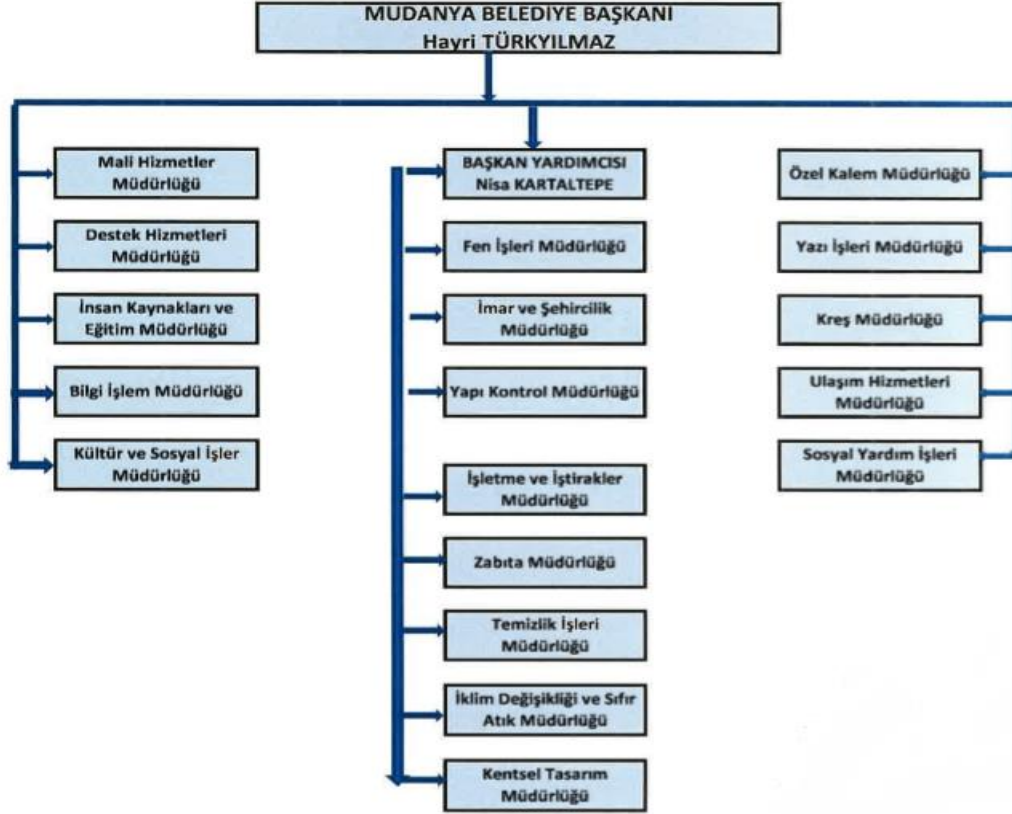 MUDANYA BELEDİYE BAŞKANI
Hayri TÜRKYILMAZ
Mali Hizmetler
Müdürlüğü
Destek Hizmetleri
Müdürlüğü
İnsan Kaynakları ve
Eğitim Müdürlüğü
Bilgi İşlem Müdürlüğü
Kültür ve Sosyal İşler
Müdürlüğü
BAŞKAN YARDIMCISI
Nisa KARTALTEPE
Fen İşleri Müdürlüğü
İmar ve Şehircilik
Müdürlüğü
Yapı Kontrol Müdürlüğü
İşletme ve İştirakler
Müdürlüğü
Zabıta Müdürlüğü
Temizlik İşleri
Müdürlüğü
İklim Değişikliği ve Sıfır
Atık Müdürlüğü
Kentsel Tasarım
Müdürlüğü
Özel Kalem Müdürlüğü
Yazı İşleri Müdürlüğü
Kreş Müdürlüğü
Ulaşım Hizmetleri
Müdürlüğü
Sosyal Yardım İşleri
Müdürlüğü